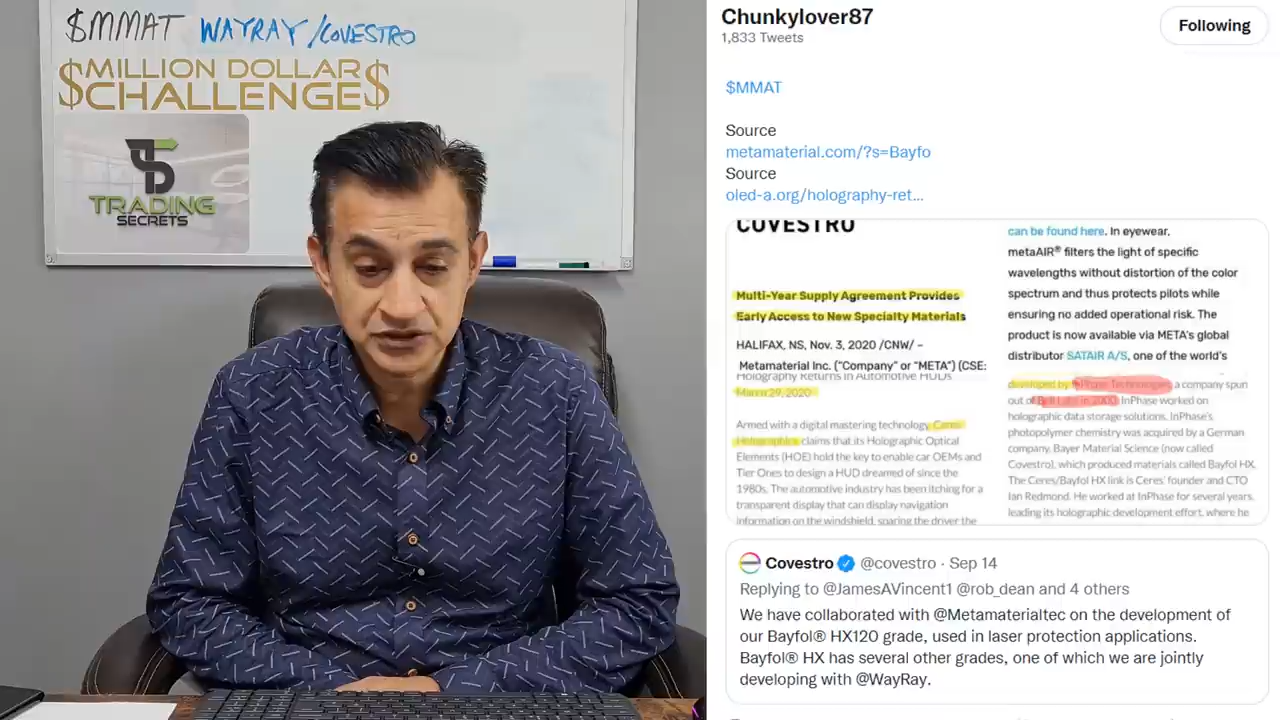 $MMAT WAYRAY/COVESTRO
$MILLION DOLLAR
CHALLENGE$
TS
TRADING
SECRETS
Chunkylover87
1,833 Tweets
Following
$MMAT
Source
metamaterial.com/?s=Bayfo
Source
oled-a.org/holography-ret...
COVESTRO
Multi-Year Supply Agreement Provides
Early Access to New Specialty Materials
HALIFAX, NS, Nov. 3, 2020 /CNW/ –
Metamaterial Inc. ("Company" or "META") (CSE:
Holography Returns in Automotive HUDs
March 29, 2020
Armed with a digital mastering technology, Ceres
Holographics claims that its Holographic Optical
Elements (HOE) hold the key to enable car OEMs and
Tier Ones to design a HUD dreamed of since the
1980s. The automotive industry has been itching for a
transparent display that can display navigation
information on the windshield, sparing the driver the
can be found here. In eyewear,
metaAIR® filters the light of specific
wavelengths without distortion of the color
spectrum and thus protects pilots while
ensuring no added operational risk. The
product is now available via META's global
distributor SATAIR A/S, one of the world's
developed by InPhase Technologies, a company spun
out of Bell Labs in 2000. InPhase worked on
holographic data storage solutions. InPhase's
photopolymer chemistry was acquired by a German
company, Bayer Material Science (now called
Covestro), which produced materials called Bayfol HX.
The Ceres/Bayfol HX link is Ceres' founder and CTO
Ian Redmond. He worked at InPhase for several years,
leading its holographic development effort, where he
Covestro @covestro · Sep 14
Replying to @JamesAVincent1 @rob_dean and 4 others
We have collaborated with @Metamaterialtec on the development of
our Bayfol® HX120 grade, used in laser protection applications.
Bayfol® HX has several other grades, one of which we are jointly
developing with @WayRay.